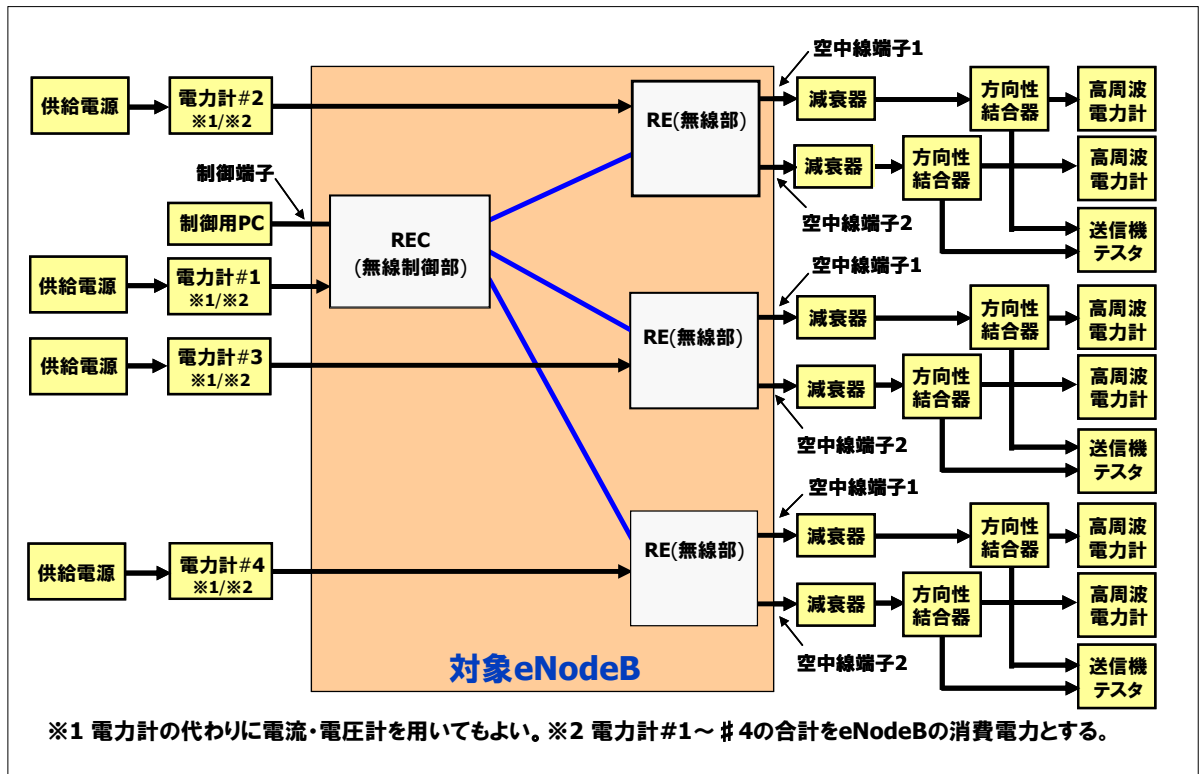 空中線端子1
供給電源
電力計#2
※1/※2
RE(無線部)
減衰器
方向性
結合器
高周波
電力計
減衰器
方向性
結合器
高周波
電力計
制御端子
空中線端子2
制御用PC
送信機
テスタ
REC
(無線制御部)
供給電源
電力計#1
※1/※2
空中線端子1
RE(無線部)
減衰器
方向性
結合器
高周波
電力計
供給電源
電力計#3
※1/※2
減衰器
方向性
結合器
高周波
電力計
空中線端子2
送信機
テスタ
空中線端子1
供給電源
電力計#4
※1/※2
RE(無線部)
減衰器
方向性
結合器
高周波
電力計
減衰器
方向性
結合器
高周波
電力計
空中線端子2
送信機
テスタ
対象eNodeB
※1 電力計の代わりに電流・電圧計を用いてもよい。※2 電力計#1～♯4の合計をeNodeBの消費電力とする。